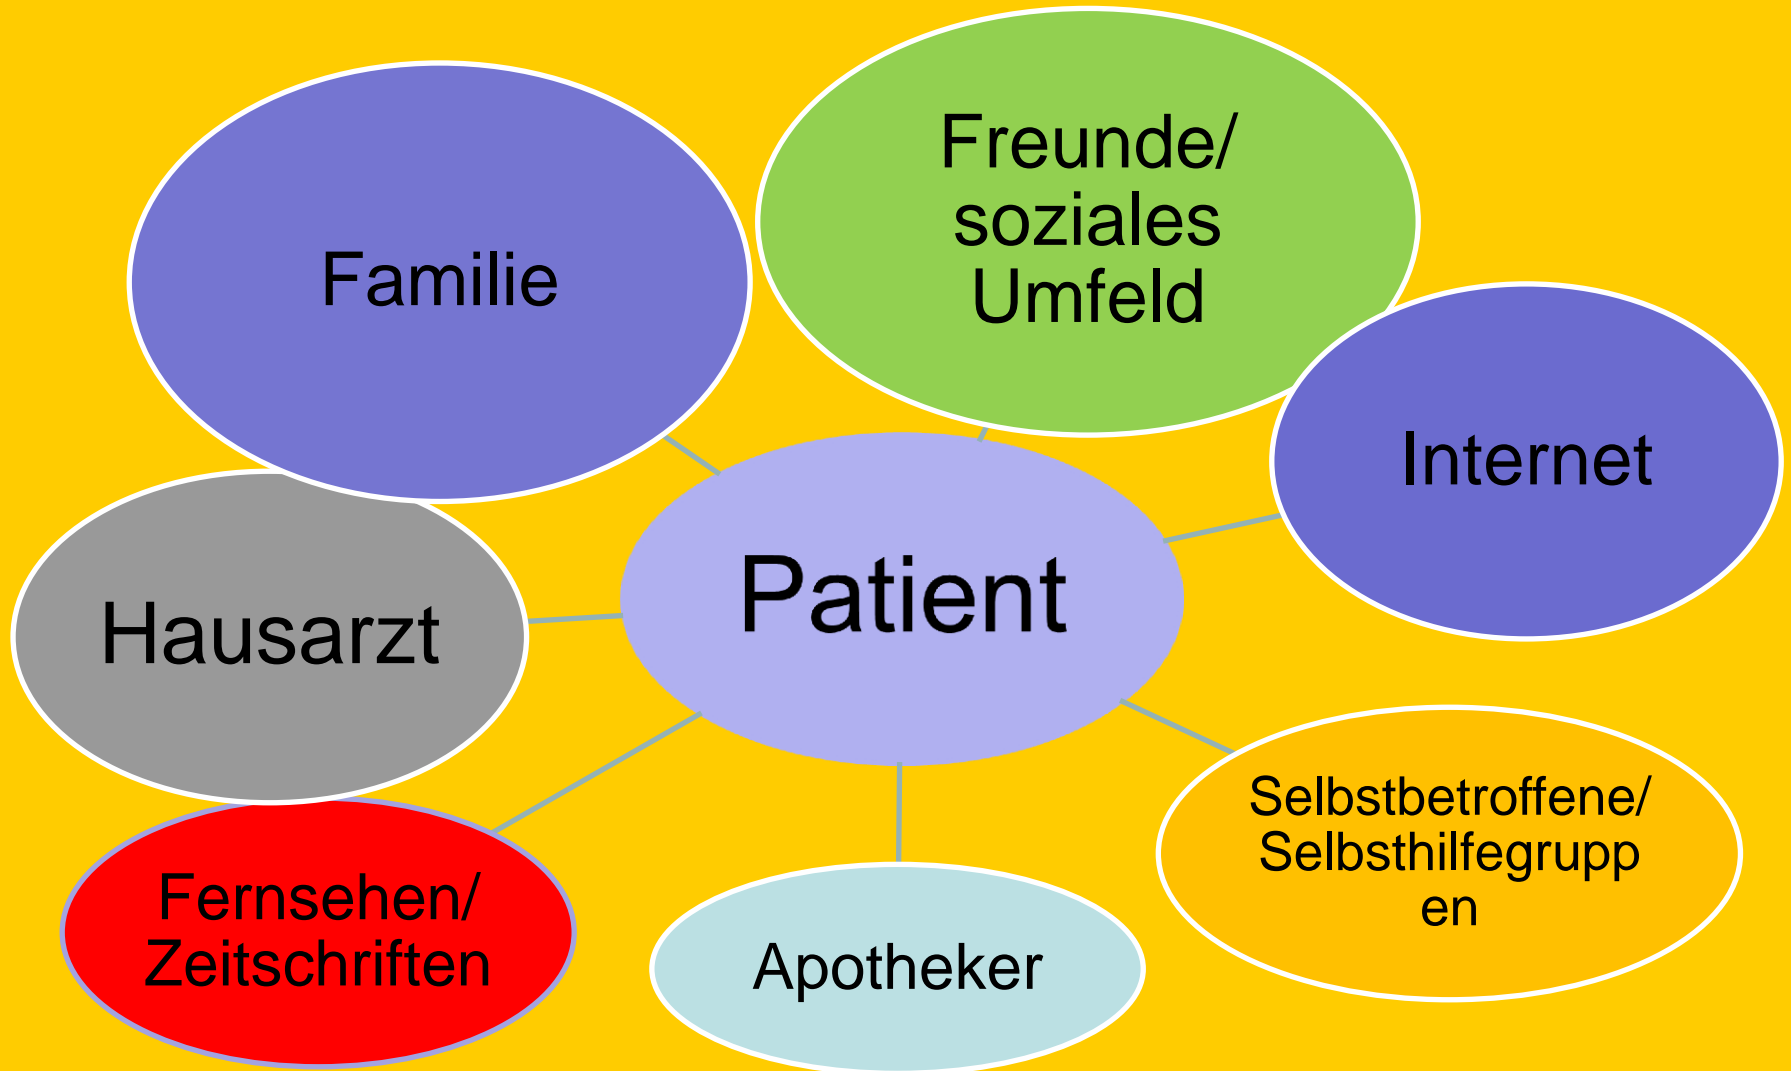 Freunde/
soziales
Umfeld
Familie
Internet
Patient
Hausarzt
Selbstbetroffene/
Selbsthilfegrupp
en
Fernsehen/
Zeitschriften
Apotheker